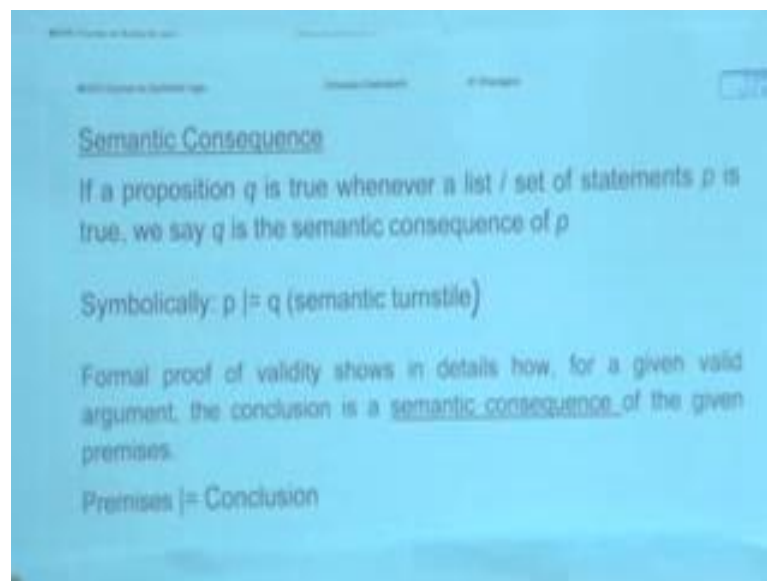 Semantic Consequence
If a proposition q is true whenever a list / set of statements p is
true, we say q is the semantic consequence of p
Symbolically: p |= q (semantic turnstile)
Formal proof of validity shows in details how, for a given valid
argument, the conclusion is a semantic consequence of the given
premises.
Premises |= Conclusion